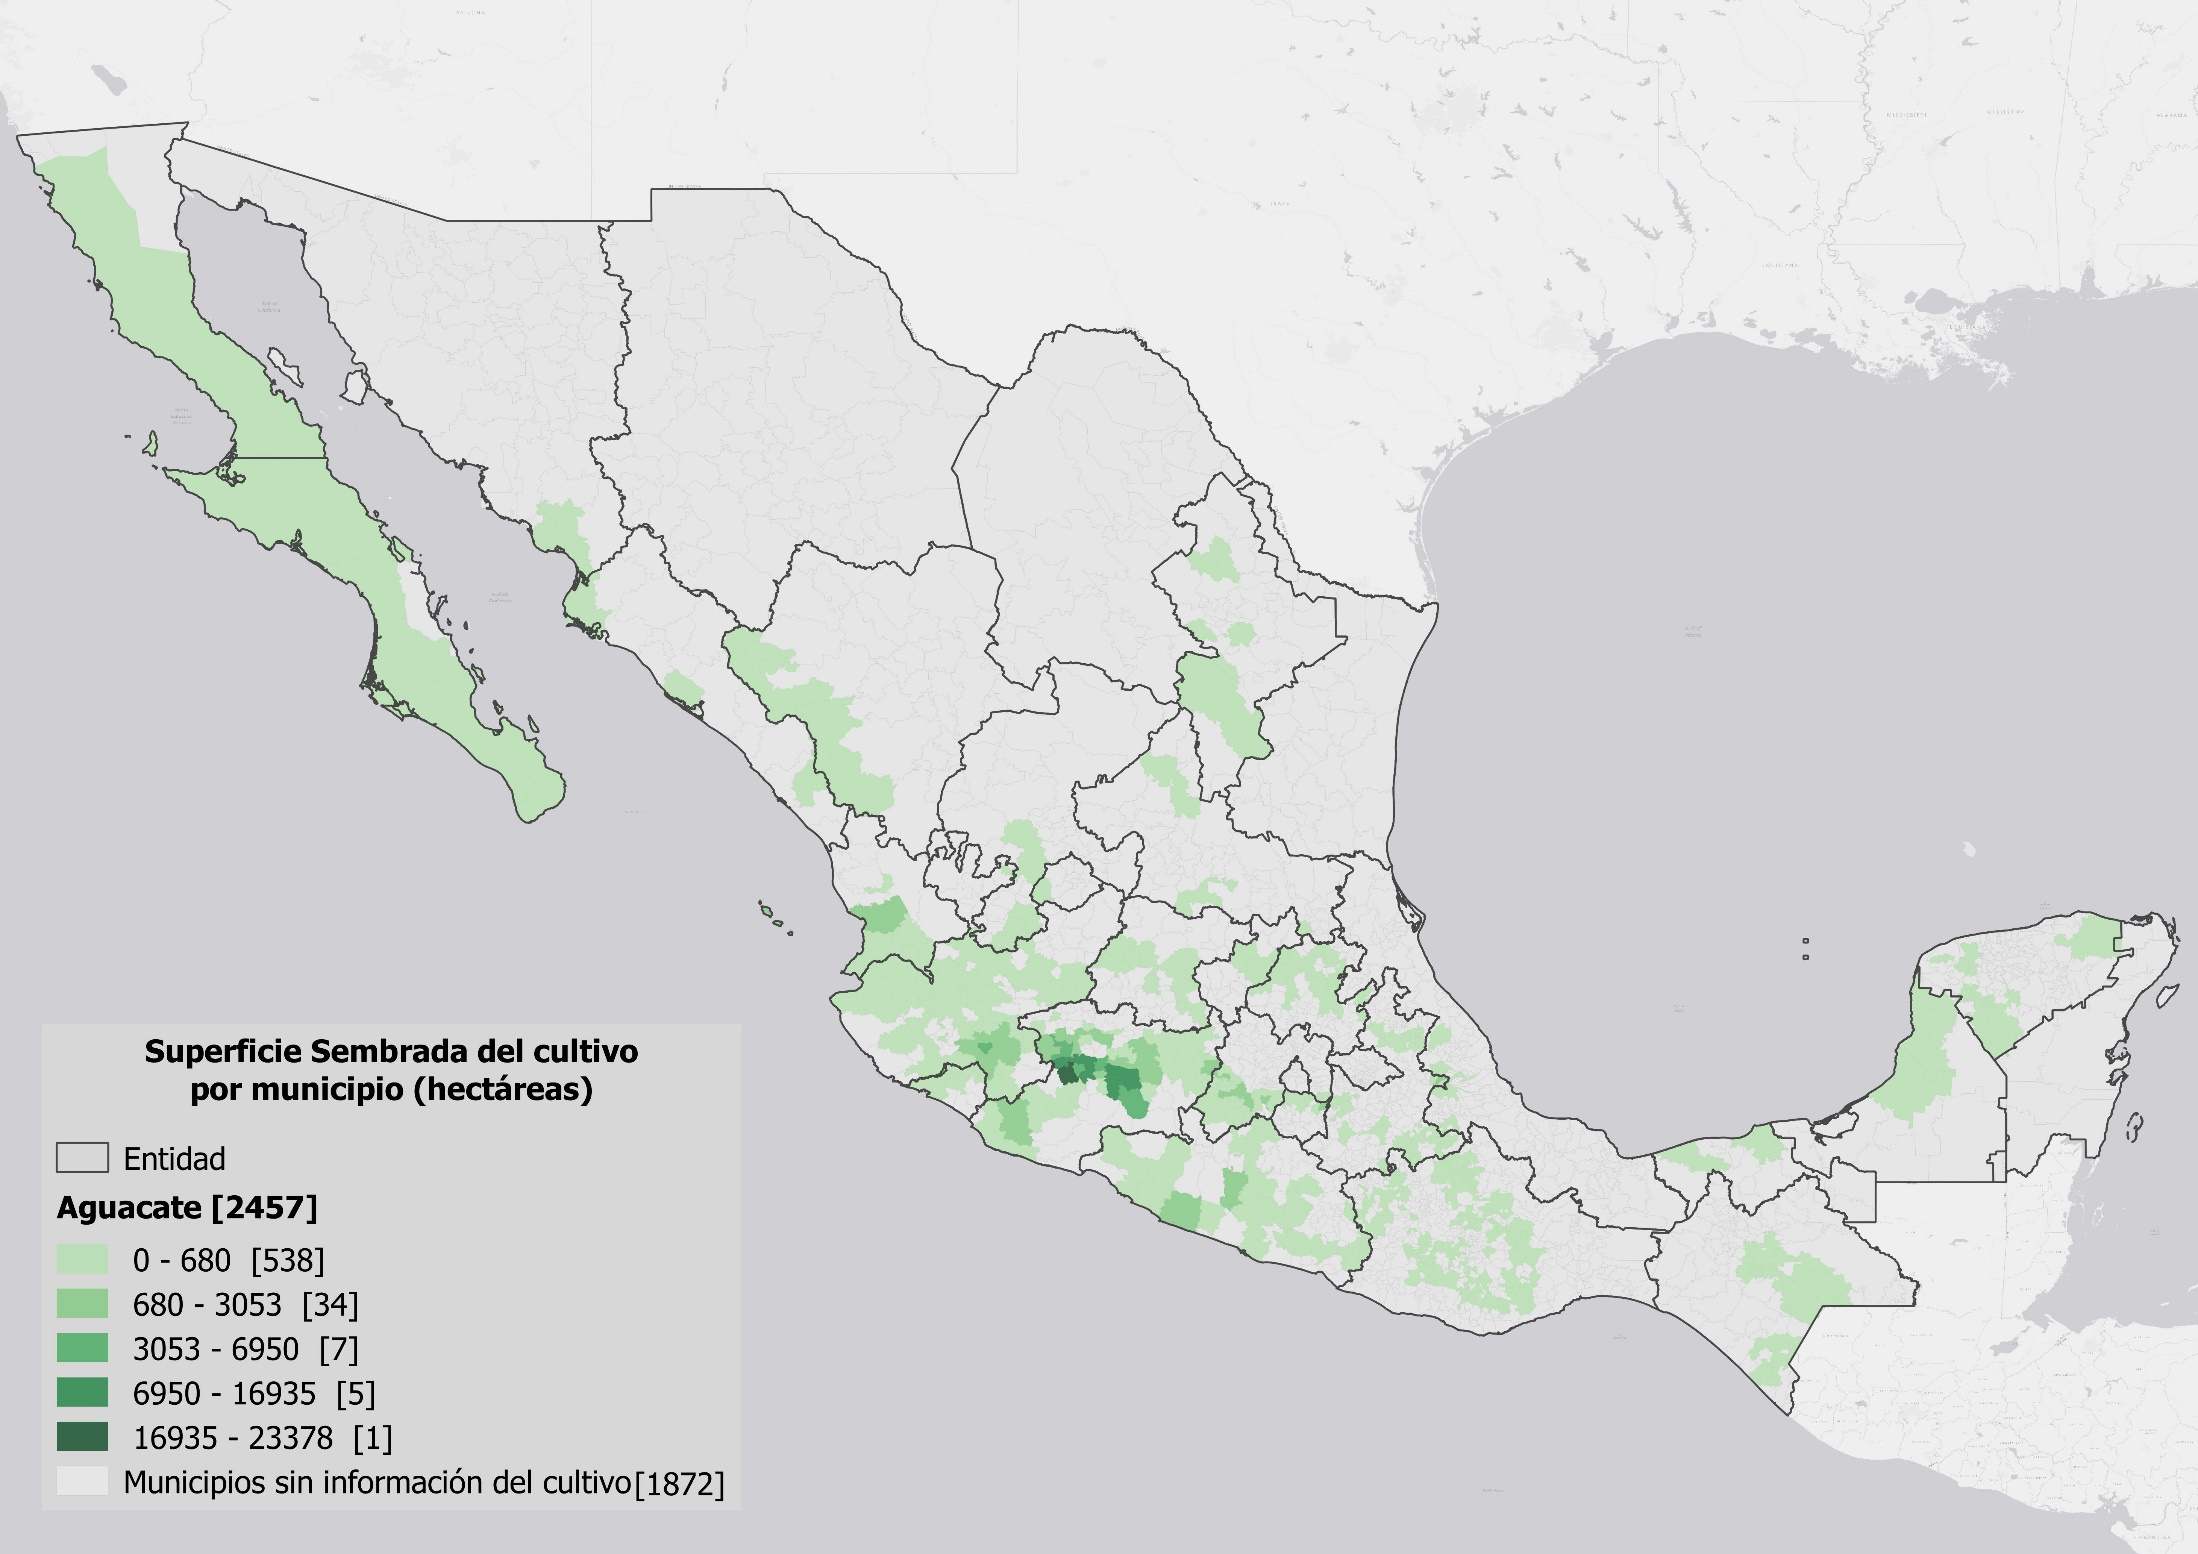 Superficie Sembrada del cultivo
por municipio (hectáreas)
Entidad
Aguacate [2457]
0 - 680 [538]
680 - 3053 [34]
3053 - 6950 [7]
6950 - 16935 [5]
16935 - 23378 [1]
Municipios sin información del cultivo [1872]